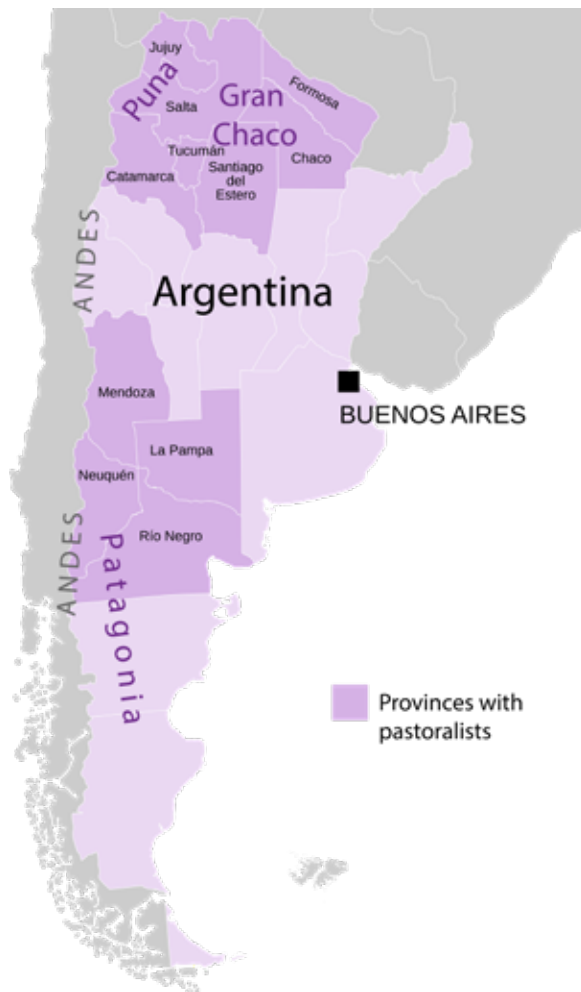 Jujuy
Puna
Salta
Gran
Chaco
Formosa
Chaco
Tucumán
Catamarca
Santiago
del
Estero
ANDES
Argentina
Mendoza
BUENOS AIRES
La Pampa
Neuquén
ANDES
Río Negro
Patagonia
Provinces with
pastoralists